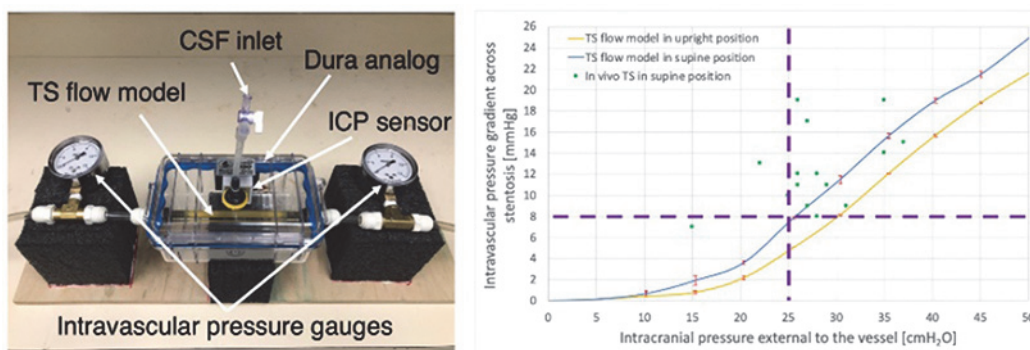 CSF inlet
Dura analog
TS flow model
ICP sensor
Intravascular pressure gauges
Intravascular pressure gradient across
stentosis [mmHg]
26
24
22
20
18
16
14
12
10
8
6
4
2
0
TS flow model in upright position
TS flow model in supine position
In vivo TS in supine position
0 5 10 15 20 25 30 35 40 45 50
Intracranial pressure external to the vessel [cmH₂O]